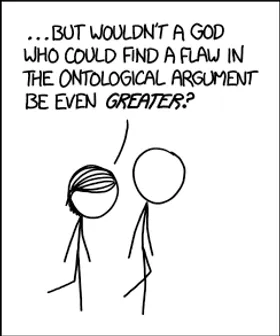 ...BUT WOULDN'T A GOD
WHO COULD FIND A FLAW IN
THE ONTOLOGICAL ARGUMENT
BE EVEN GREATER?